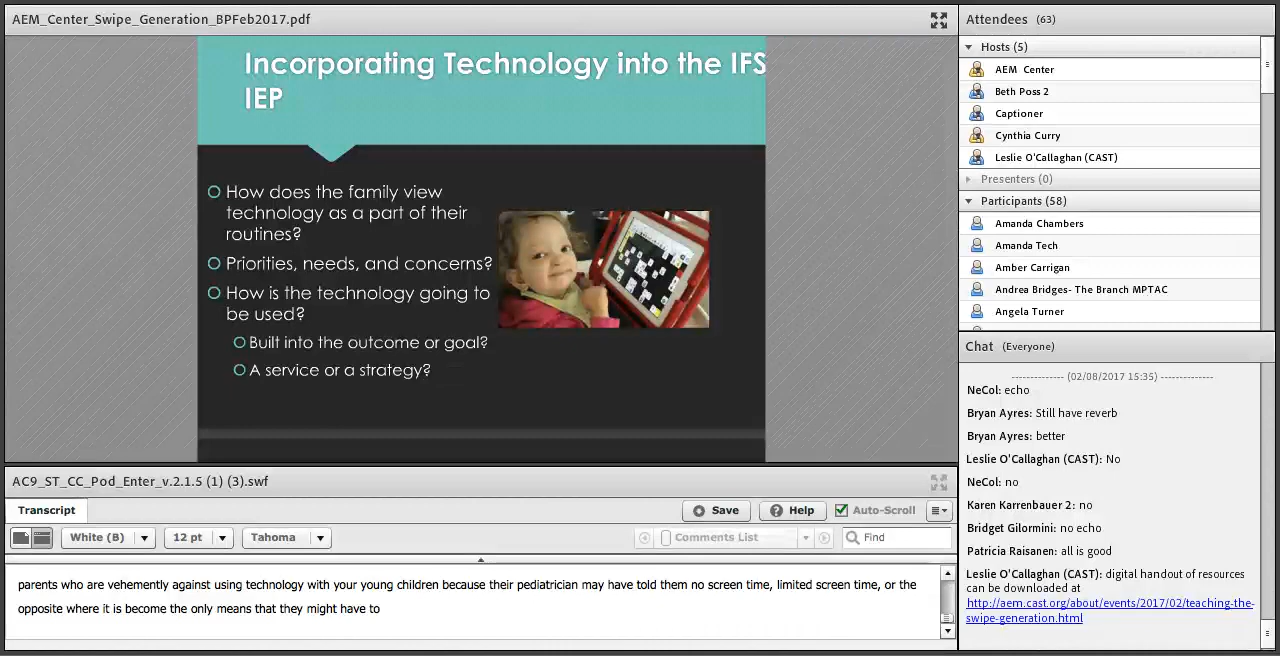 AEM_Center_Swipe_Generation_BPFeb2017.pdf
Incorporating Technology into the IFS
IEP
How does the family view
technology as a part of their
routines?
Priorities, needs, and concerns?
How is the technology going to
be used?
Built into the outcome or goal?
A service or a strategy?
AC9_ST_CC_Pod_Enter_v.2.1.5 (1) (3).swf
Transcript
Save
Help
Auto-Scroll
White (B)
12 pt
Tahoma
Comments List
Find
parents who are vehemently against using technology with your young children because their pediatrician may have told them no screen time, limited screen time, or the
opposite where it is become the only means that they might have to
Attendees (63)
Hosts (5)
AEM Center
Beth Poss 2
Captioner
Cynthia Curry
Leslie O'Callaghan (CAST)
Presenters (0)
Participants (58)
Amanda Chambers
Amanda Tech
Amber Carrigan
Andrea Bridges- The Branch MPTAC
Angela Turner
Chat (Everyone)
-------------- (02/08/2017 15:35) --------------
NeCol: echo
Bryan Ayres: Still have reverb
Bryan Ayres: better
Leslie O'Callaghan (CAST): No
NeCol: no
Karen Karrenbauer 2: no
Bridget Gilormini: no echo
Patricia Raisanen: all is good
Leslie O'Callaghan (CAST): digital handout of resources
can be downloaded at
http://aem.cast.org/about/events/2017/02/teaching-the-
swipe-generation.html